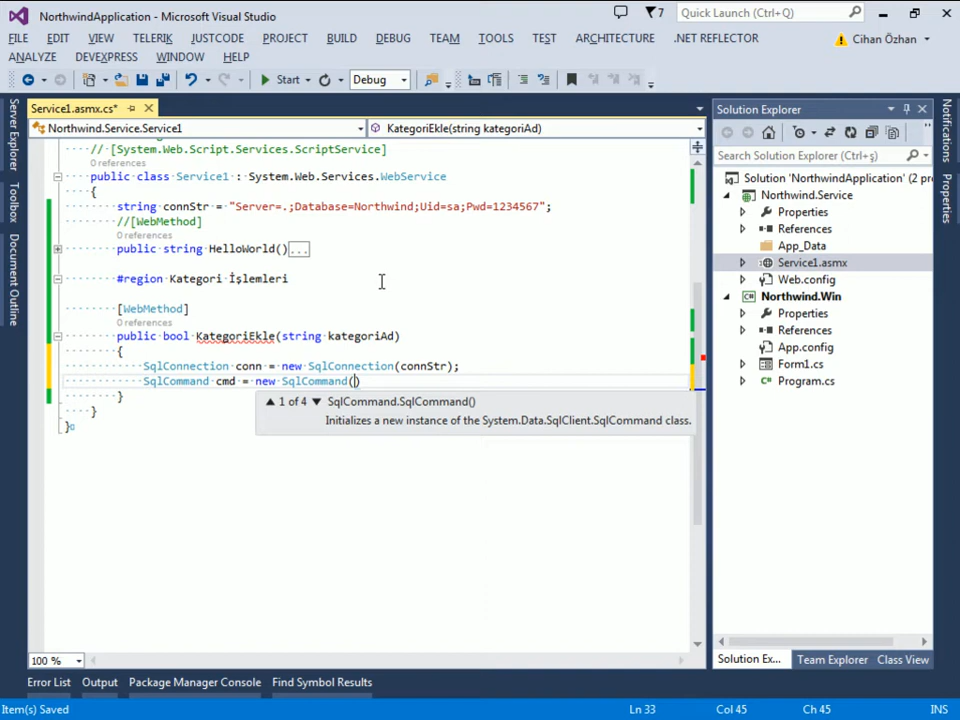 NorthwindApplication - Microsoft Visual Studio
7
Quick Launch (Ctrl+Q)
FILE EDIT VIEW TELERIK JUSTCODE PROJECT BUILD DEBUG TEAM TOOLS TEST ARCHITECTURE .NET REFLECTOR
Cihan Özhan
ANALYZE DEVEXPRESS WINDOW HELP
Start Debug
Server Explorer
Toolbox
Document Outline
Service1.asmx.cs*
Northwind.Service.Service1
KategoriEkle(string kategoriAd)
// [System.Web.Script.Services.ScriptService]
0 references
public class Service1 : System.Web.Services.WebService
{
string connStr = "Server=.;Database=Northwind;Uid=sa;Pwd=1234567";
//[WebMethod]
0 references
public string HelloWorld()...
#region Kategori İşlemleri
[WebMethod]
0 references
public bool KategoriEkle(string kategoriAd)
{
SqlConnection conn = new SqlConnection(connStr);
SqlCommand cmd = new SqlCommand()
1 of 4 SqlCommand.SqlCommand()
Initializes a new instance of the System.Data.SqlClient.SqlCommand class.
}
}
}
100 %
Solution Explorer
Search Solution Explorer (Ctrl+ş)
Solution 'NorthwindApplication' (2 pr
Northwind.Service
Properties
References
App_Data
Service1.asmx
Web.config
Northwind.Win
Properties
References
App.config
Form1.cs
Program.cs
Solution Ex... Team Explorer Class View
Notifications
Properties
Error List Output Package Manager Console Find Symbol Results
Item(s) Saved Ln 33 Col 45 Ch 45 INS